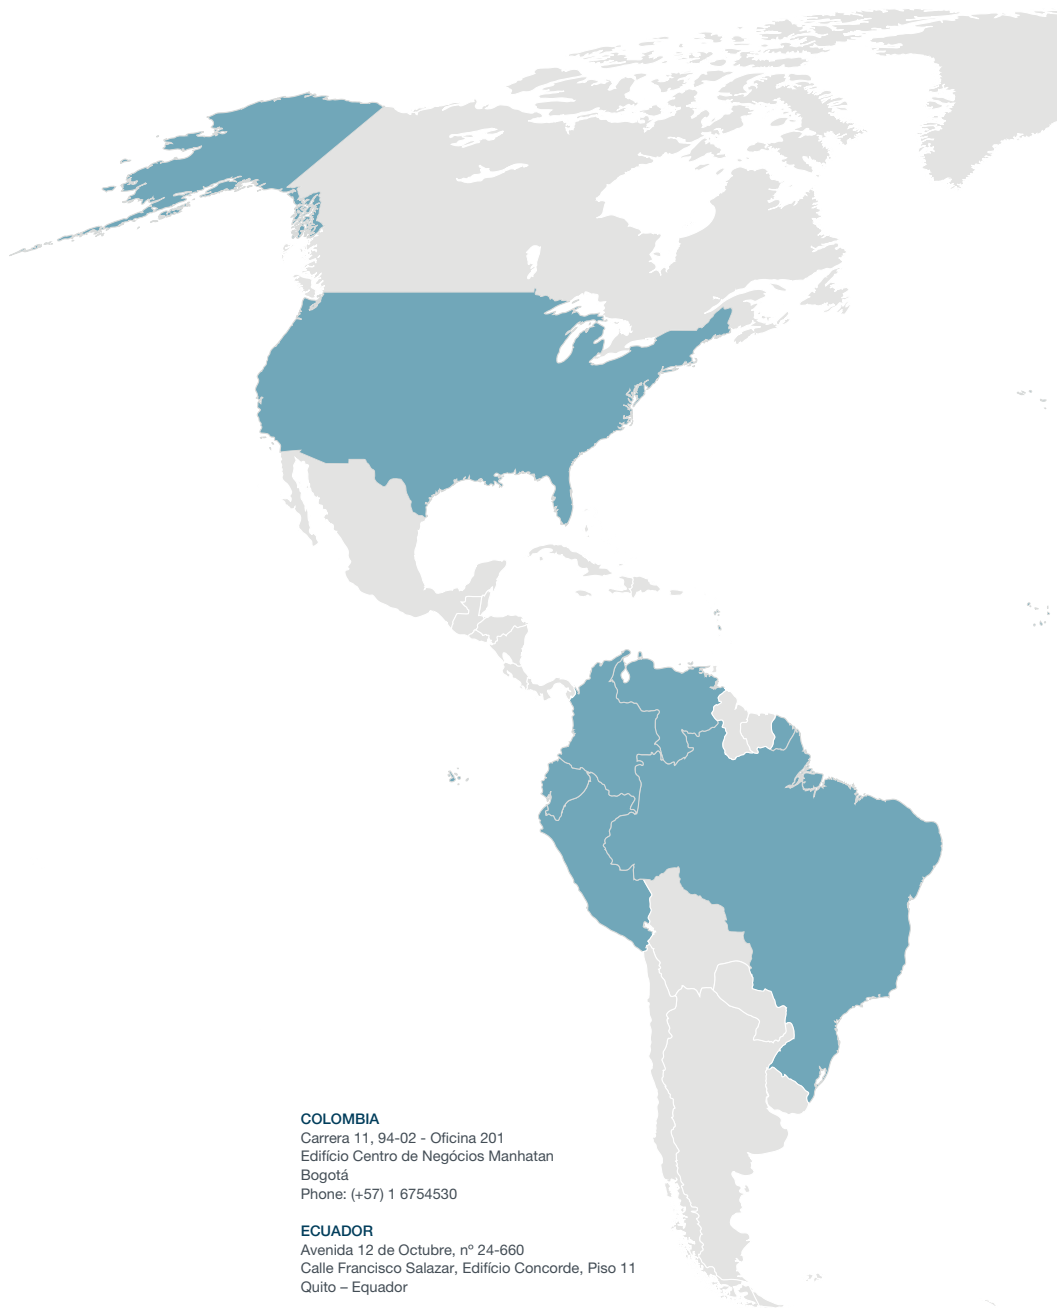 COLOMBIA
Carrera 11, 94-02 - Oficina 201
Edifício Centro de Negócios Manhatan
Bogotá
Phone: (+57) 1 6754530
ECUADOR
Avenida 12 de Octubre, nº 24-660
Calle Francisco Salazar, Edifício Concorde, Piso 11
Quito – Equador